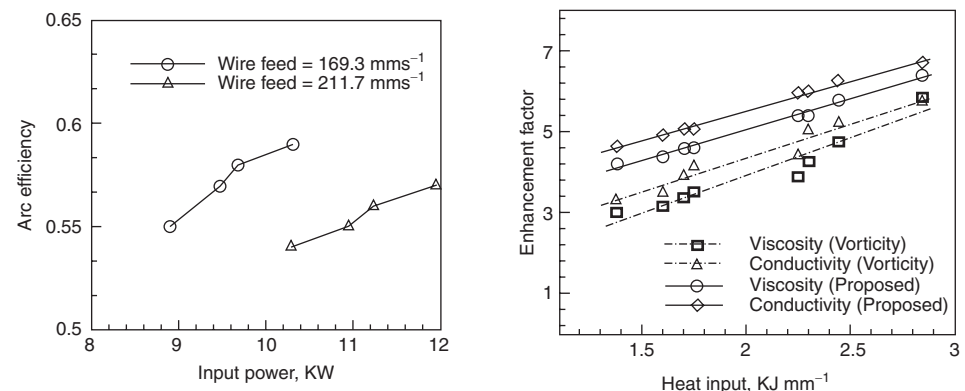 0.65
0.6
0.55
0.5
Arc efficiency
Wire feed = 169.3 mms⁻¹
Wire feed = 211.7 mms⁻¹
8 9 10 11 12
Input power, KW
7
5
3
1
Enhancement factor
Viscosity (Vorticity)
Conductivity (Vorticity)
Viscosity (Proposed)
Conductivity (Proposed)
1.5 2 2.5 3
Heat input, KJ mm⁻¹